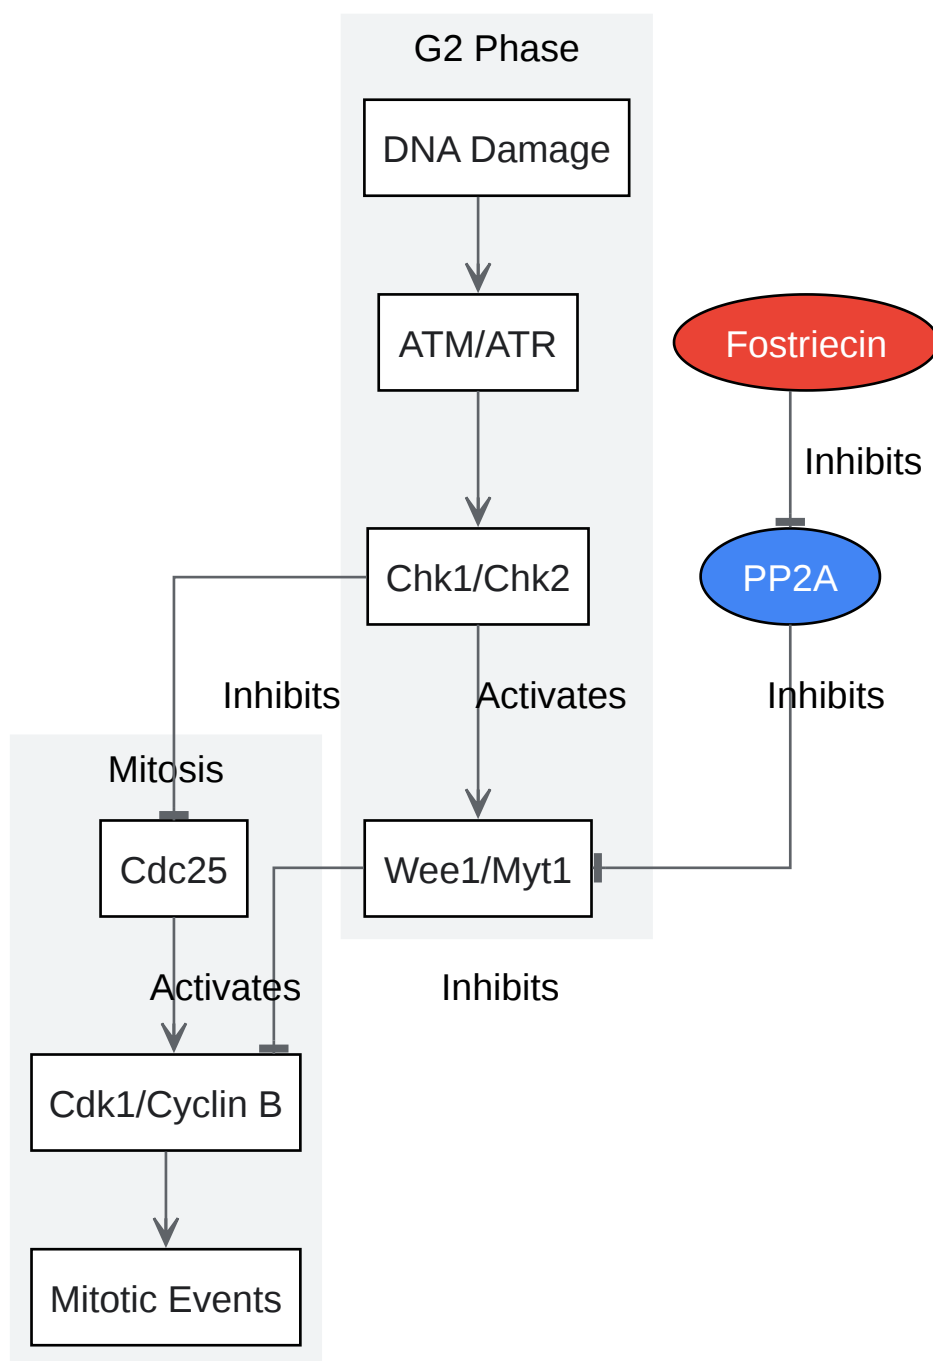 G2 Phase
DNA Damage
ATM/ATR
Fostriecin
Inhibits
Chk1/Chk2
PP2A
Inhibits
Activates
Inhibits
Mitosis
Cdc25
Wee1/Myt1
Activates
Inhibits
Cdk1/Cyclin B
Mitotic Events